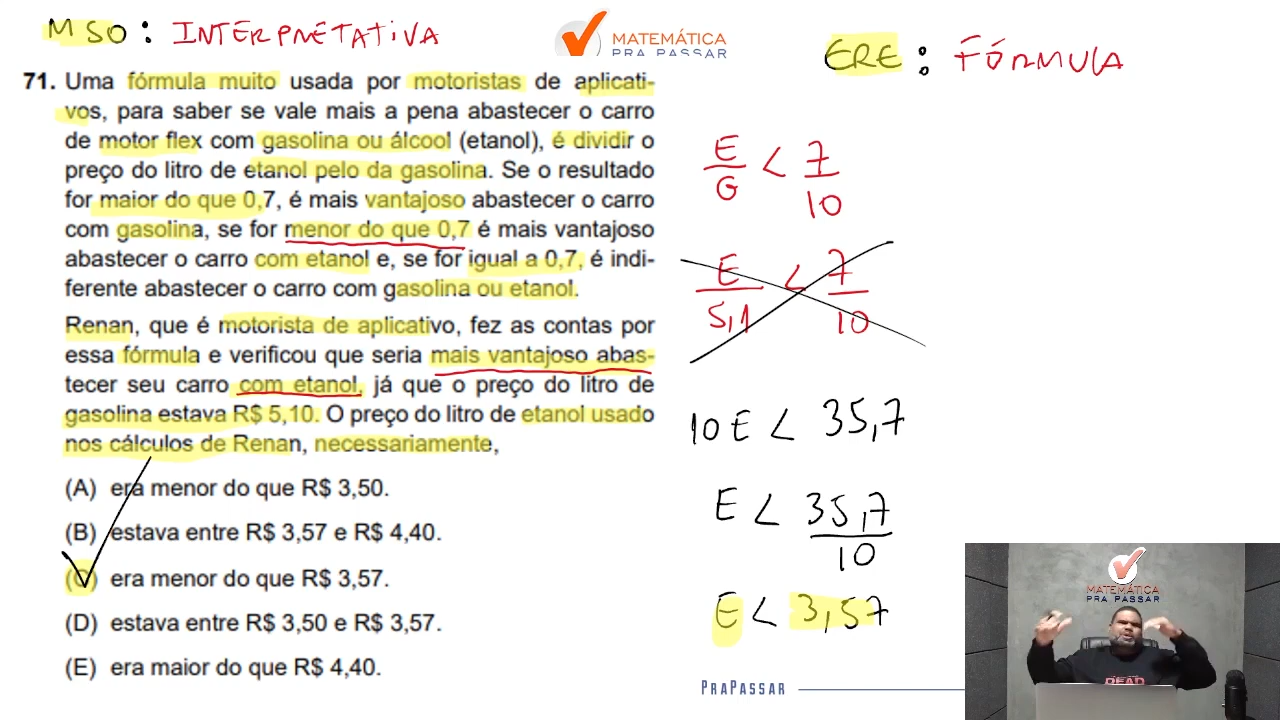 MSO: INTERPRETATIVA
MATEMÁTICA
PRA PASSAR
ERE: FÓRMULA
71. Uma fórmula muito usada por motoristas de aplicati-
vos, para saber se vale mais a pena abastecer o carro
de motor flex com gasolina ou álcool (etanol), é dividir o
preço do litro de etanol pelo da gasolina. Se o resultado
for maior do que 0,7, é mais vantajoso abastecer o carro
com gasolina, se for menor do que 0,7 é mais vantajoso
abastecer o carro com etanol e, se for igual a 0,7, é indi-
ferente abastecer o carro com gasolina ou etanol.
Renan, que é motorista de aplicativo, fez as contas por
essa fórmula e verificou que seria mais vantajoso abas-
tecer seu carro com etanol, já que o preço do litro de
gasolina estava R$ 5,10. O preço do litro de etanol usado
nos cálculos de Renan, necessariamente,
(A) era menor do que R$ 3,50.
(B) estava entre R$ 3,57 e R$ 4,40.
(C) era menor do que R$ 3,57.
(D) estava entre R$ 3,50 e R$ 3,57.
(E) era maior do que R$ 4,40.
E/G < 7/10
E/5,1 < 7/10
10E < 35,7
E < 35,7/10
E < 3,57
PRAPASSAR
MATEMÁTICA
PRA PASSAR
DEAD